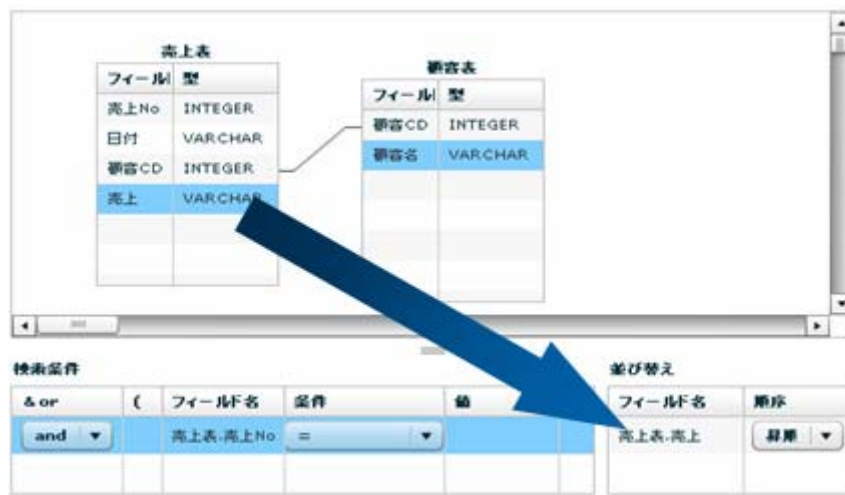 売上表
フィールド 型
売上No INTEGER
日付 VARCHAR
顧客CD INTEGER
売上 VARCHAR
顧客表
フィールド 型
顧客CD INTEGER
顧客名 VARCHAR
検索条件
& or ( フィールド名 条件 値
and 売上表.売上No =
並び替え
フィールド名 順序
売上表.売上 昇順